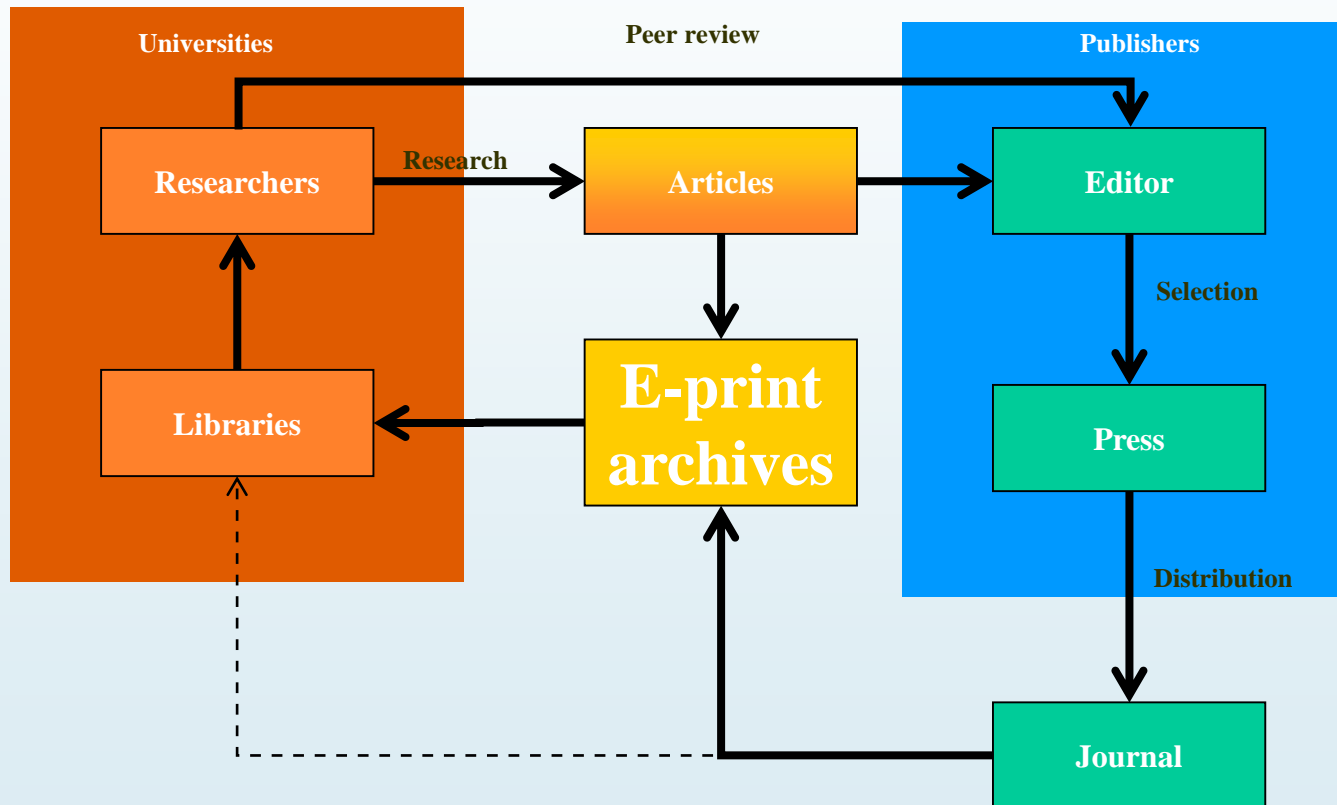 Universities
Peer review
Publishers
Researchers
Research
Articles
Editor
Selection
Libraries
E-print
archives
Press
Distribution
Journal